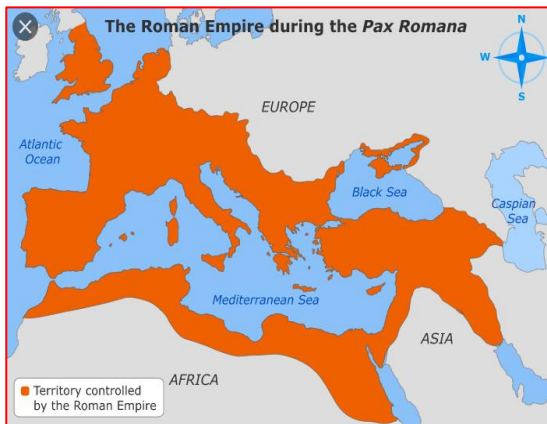 The Roman Empire during the Pax Romana
N
W E
S
EUROPE
Atlantic
Ocean
Black Sea
Caspian
Sea
Mediterranean Sea
ASIA
AFRICA
Territory controlled
by the Roman Empire